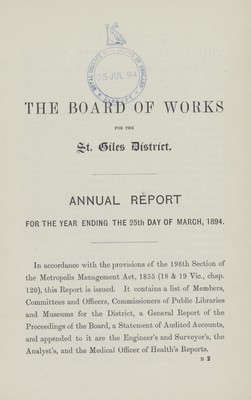 25 JUL 94
THE BOARD OF WORKS
FOR THE
St. Giles District.
ANNUAL REPORT
FOR THE YEAR ENDING THE 25th DAY OF MARCH, 1894.
In accordance with the provisions of the 198th Section of
the Metropolis Management Act, 1855 (18 & 19 Vic., chap.
120), this Report is issued. It contains a list of Members,
Committees and Officers, Commissioners of Public Libraries
and Museums for the District, a General Report of the
Proceedings of the Board, a Statement of Audited Accounts,
and appended to it are the Engineer's and Surveyor's, the
Analyst's, and the Medical Officer of Health's Reports.
B 2